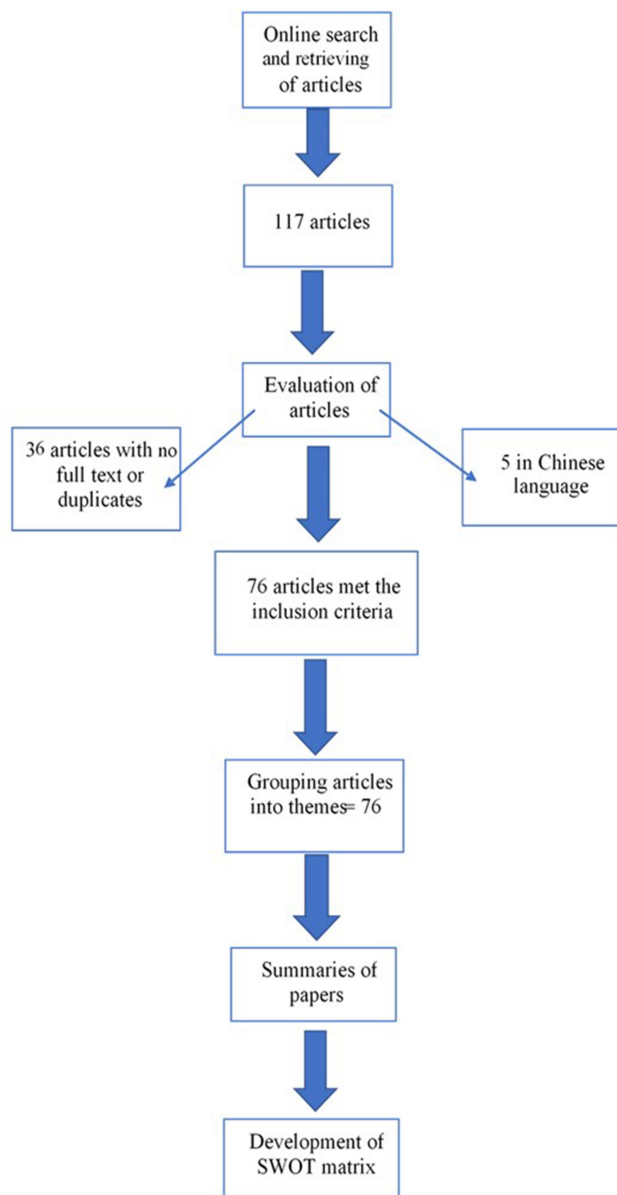 Online search
and retrieving
of articles
117 articles
Evaluation of
articles
36 articles with no
full text or
duplicates
5 in Chinese
language
76 articles met the
inclusion criteria
Grouping articles
into themes= 76
Summaries of
papers
Development of
SWOT matrix